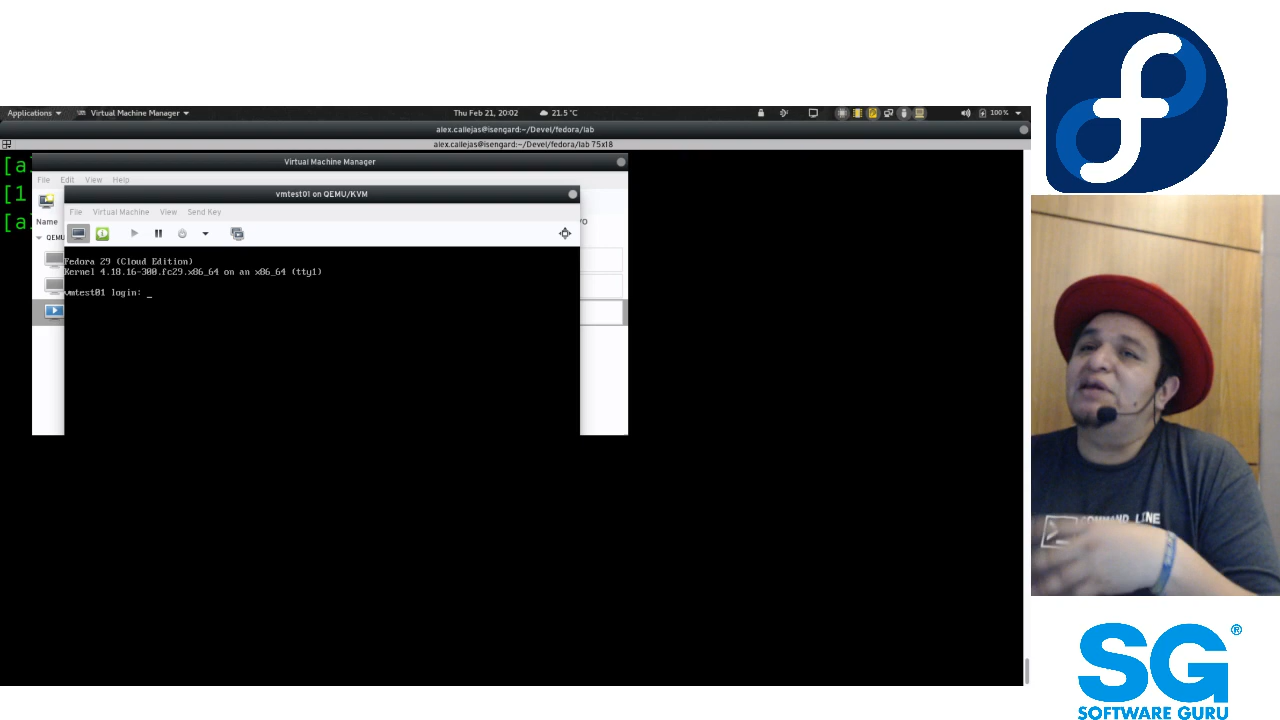 Applications
Virtual Machine Manager
Thu Feb 21, 20:02
21.5 °C
100%
alex.callejas@isengard:~/Devel/fedora/lab
alex.callejas@isengard:~/Devel/fedora/lab 75x18
[a
[1
[a
Virtual Machine Manager
File Edit View Help
Name
QEMU
vmtest01 on QEMU/KVM
File Virtual Machine View Send Key
Fedora 29 (Cloud Edition)
Kernel 4.18.16-300.fc29.x86_64 on an x86_64 (tty1)
vmtest01 login: _
COMMAND LINE
SG®
SOFTWARE GURU